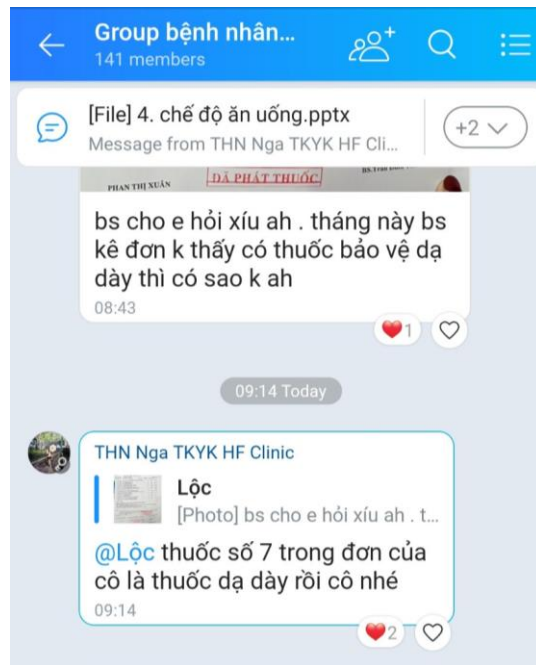 Group bệnh nhân...
141 members
[File] 4. chế độ ăn uống.pptx
Message from THN Nga TKYK HF Cli...
+2
PHAN THỊ XUÂN
ĐÃ PHÁT THUỐC
bs cho e hỏi xíu ah . tháng này bs
kê đơn k thấy có thuốc bảo vệ dạ
dày thì có sao k ah
08:43
1
09:14 Today
THN Nga TKYK HF Clinic
Lộc
[Photo] bs cho e hỏi xíu ah . t...
@Lộc thuốc số 7 trong đơn của
cô là thuốc dạ dày rồi cô nhé
09:14
2